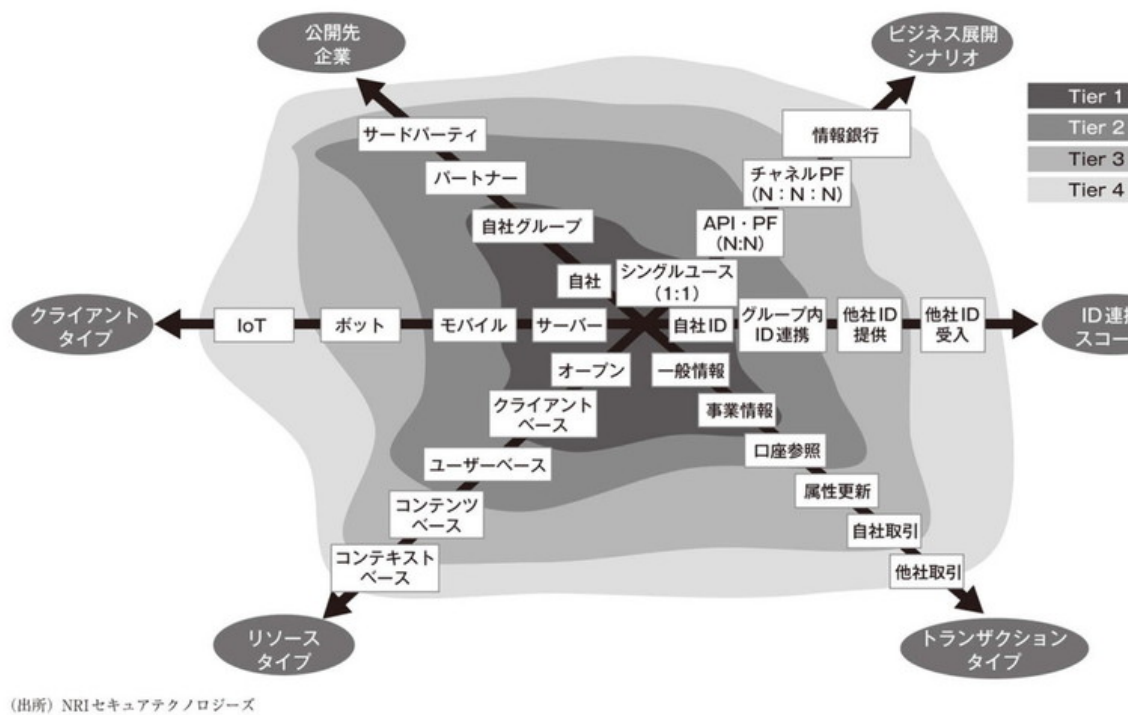 公開先
企業
ビジネス展開
シナリオ
Tier 1
Tier 2
Tier 3
Tier 4
サードパーティ
情報銀行
パートナー
チャネルPF
(N:N:N)
自社グループ
API・PF
(N:N)
自社
シングルユース
(1:1)
クライアント
タイプ
IoT
ボット
モバイル
サーバー
自社ID
グループ内
ID連携
他社ID
提供
他社ID
受入
ID連携
スコー
オープン
一般情報
クライアント
ベース
事業情報
ユーザーベース
口座参照
コンテンツ
ベース
属性更新
自社取引
コンテキスト
ベース
他社取引
リソース
タイプ
トランザクション
タイプ
(出所)NRIセキュアテクノロジーズ